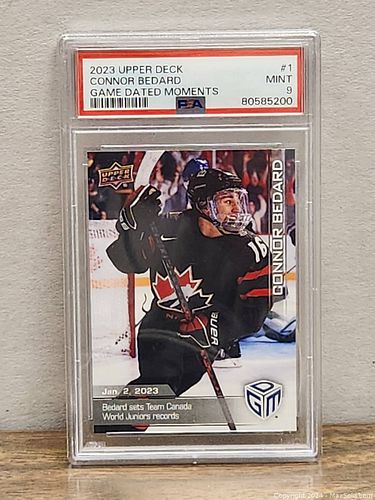 2023 UPPER DECK #1
CONNOR BEDARD MINT
GAME DATED MOMENTS 9
PSA 80585200
UPPER
DECK
CONNOR BEDARD
16
BAUER
Jan. 2, 2023
Bedard sets Team Canada
World Juniors records
GDM
Copyright 2024 - MaxSold.com